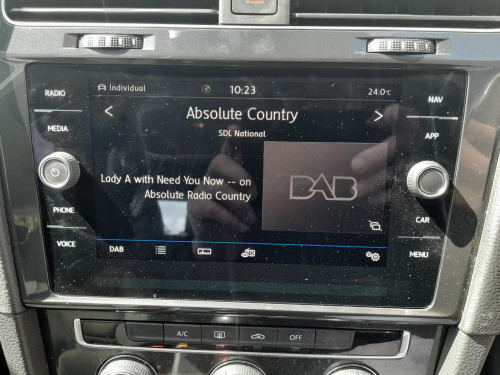 Individual 10:23 24.0°C
RADIO
MEDIA
PHONE
VOICE
< Absolute Country >
SDL National
Lady A with Need You Now -- on
Absolute Radio Country
DAB
DAB
NAV
APP
CAR
MENU
A/C
OFF